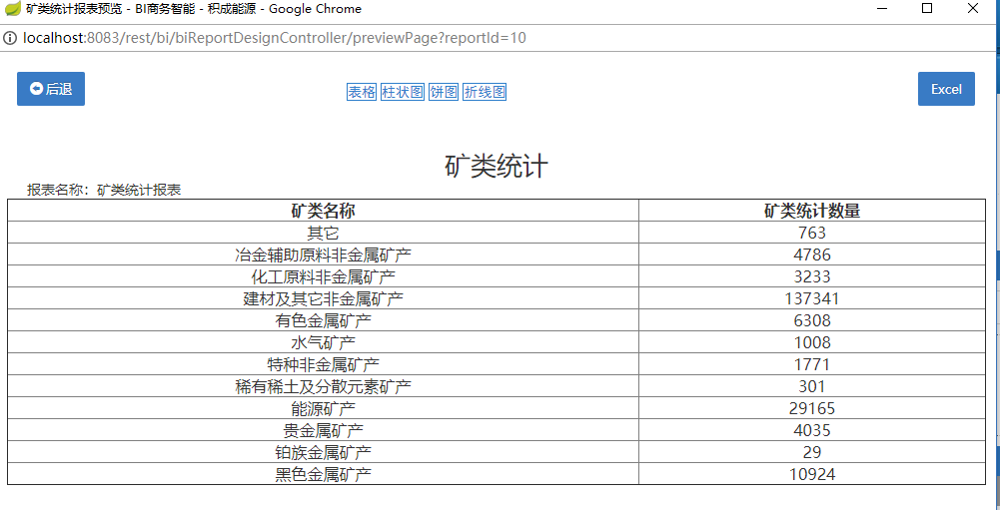 矿类统计报表预览 - BI商务智能 - 积成能源 - Google Chrome
localhost:8083/rest/bi/biReportDesignController/previewPage?reportId=10
后退 表格 柱状图 饼图 折线图 Excel
矿类统计
报表名称：矿类统计报表
矿类名称 矿类统计数量
其它 763
冶金辅助原料非金属矿产 4786
化工原料非金属矿产 3233
建材及其它非金属矿产 137341
有色金属矿产 6308
水气矿产 1008
特种非金属矿产 1771
稀有稀土及分散元素矿产 301
能源矿产 29165
贵金属矿产 4035
铂族金属矿产 29
黑色金属矿产 10924